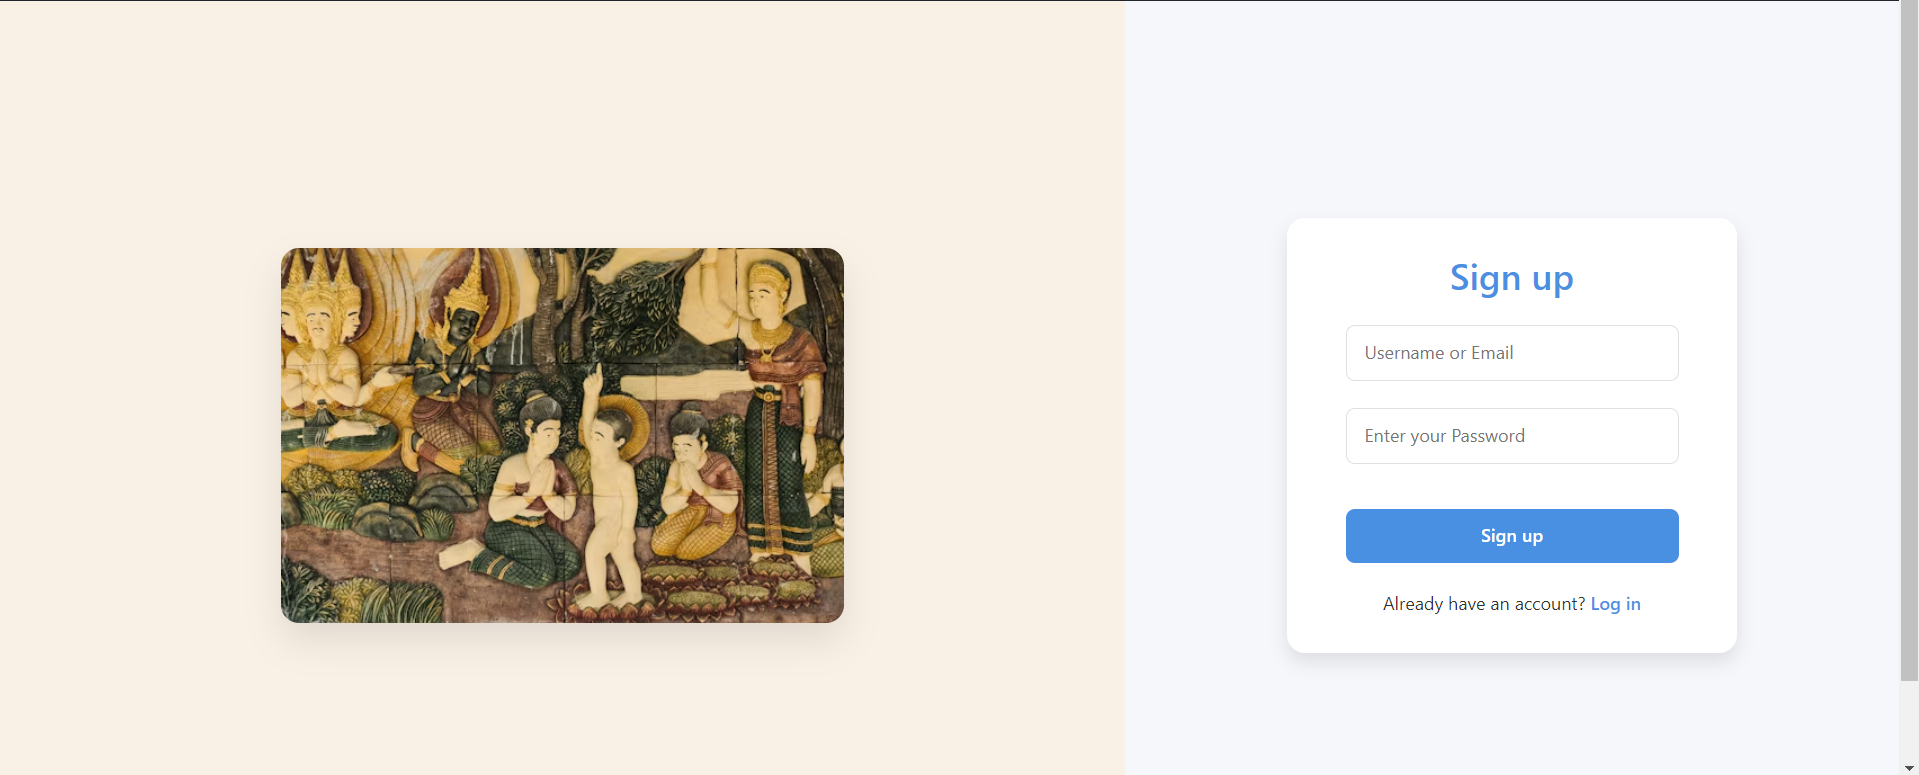 Sign up
Username or Email
Enter your Password
Sign up
Already have an account? Log in